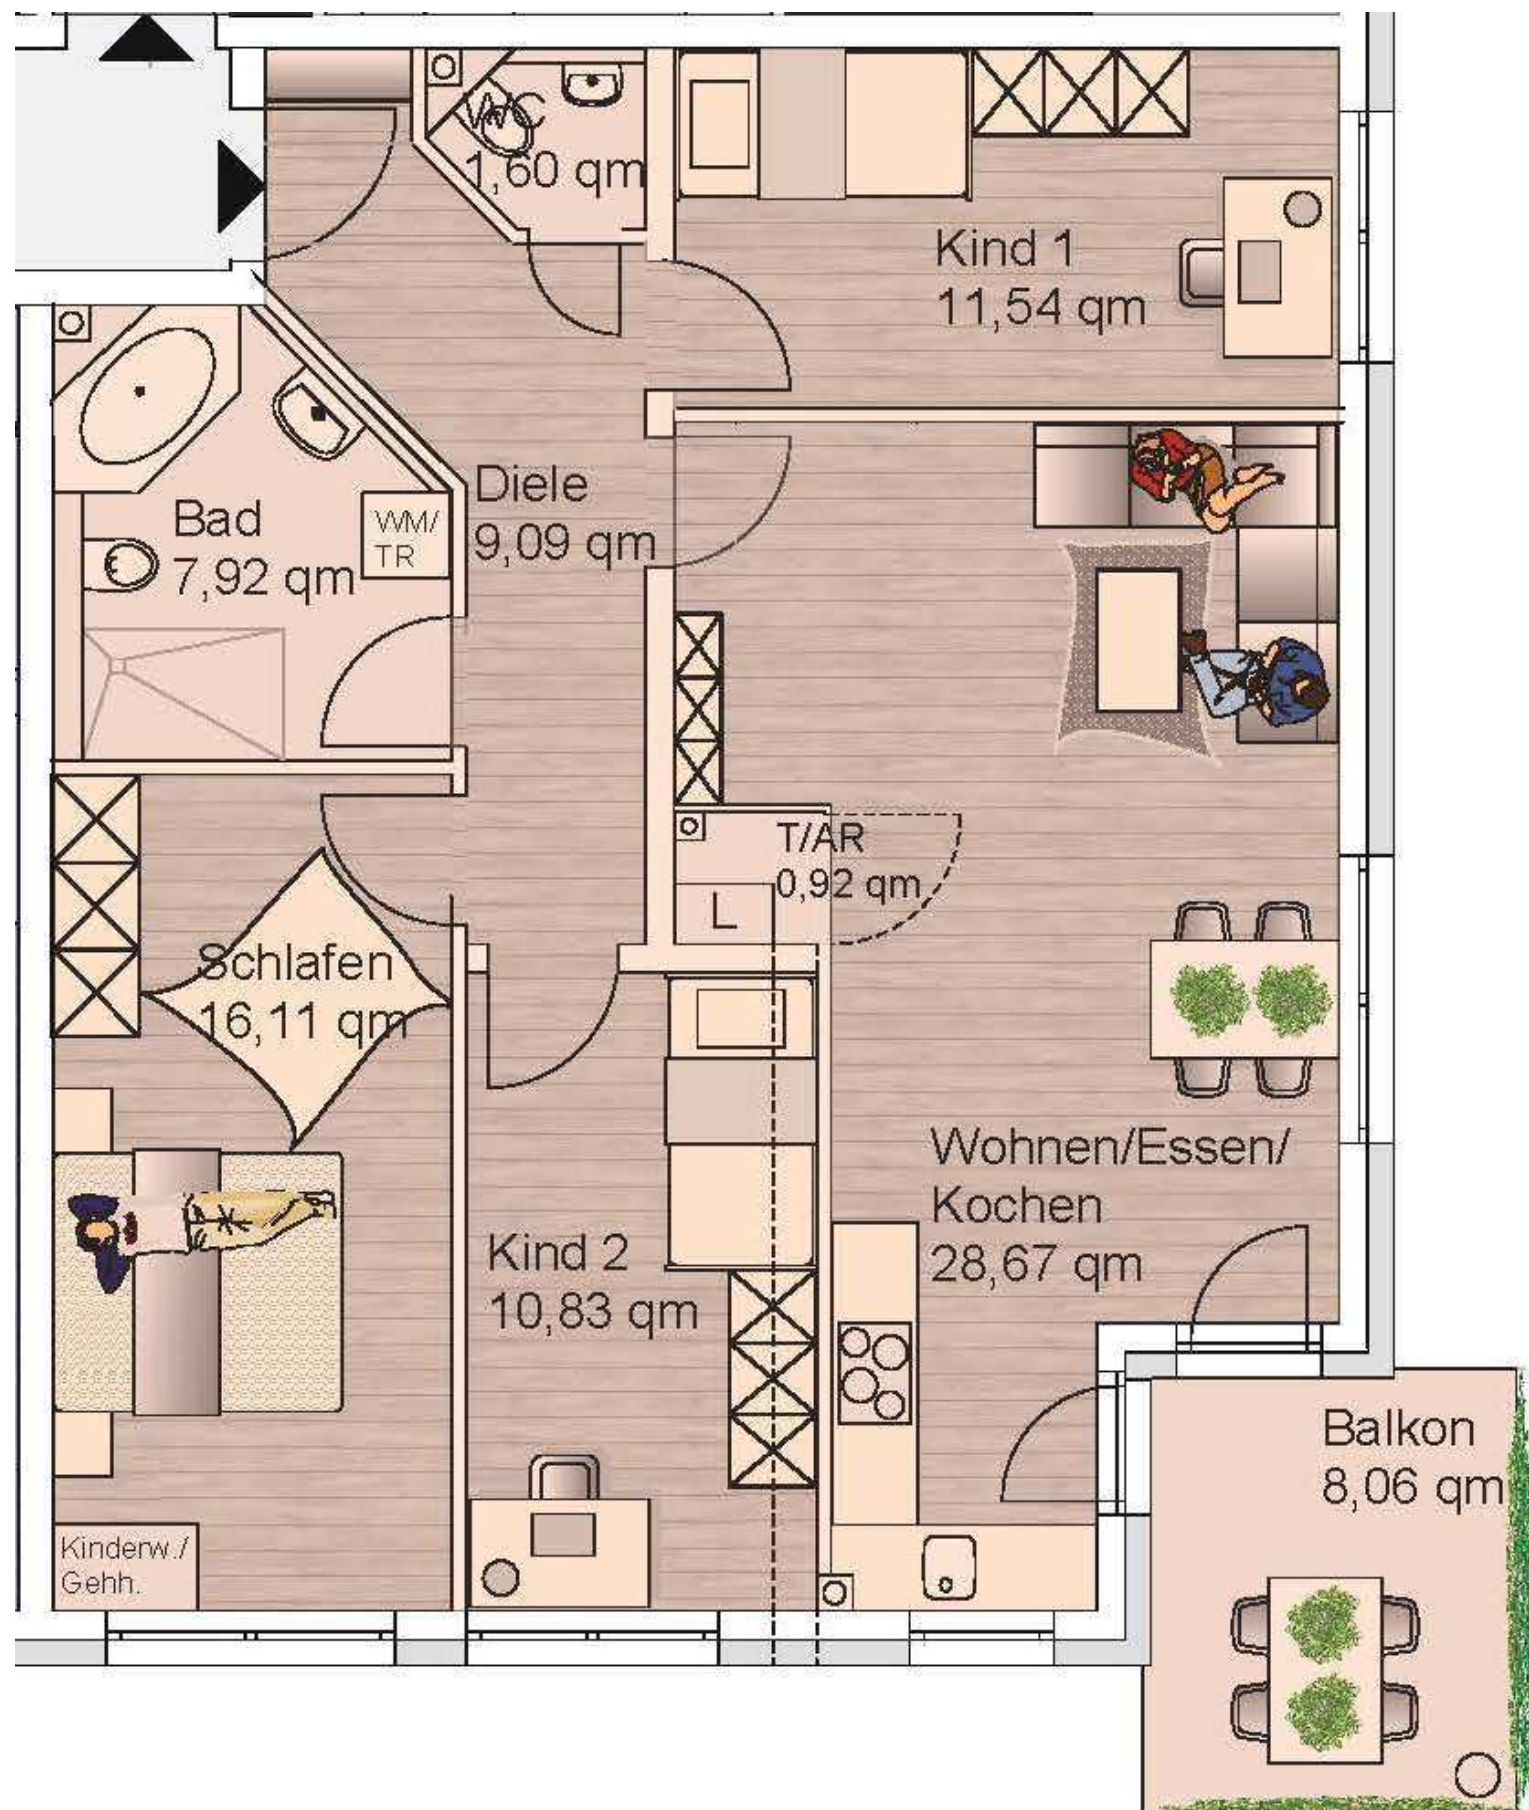 WC
1,60 qm
Kind 1
11,54 qm
Diele
9,09 qm
Bad
7,92 qm
WM/
TR
T/AR
0,92 qm
L
Schlafen
16,11 qm
Wohnen/Essen/
Kochen
28,67 qm
Kind 2
10,83 qm
Balkon
8,06 qm
Kinderw./
Gehh.